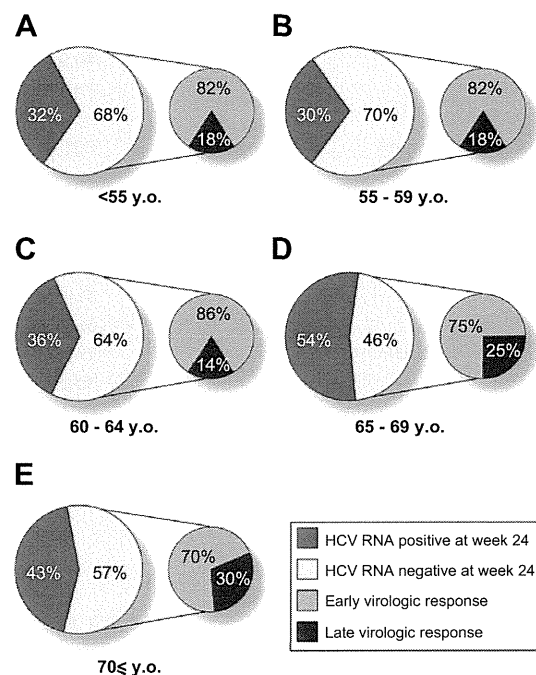 A
B
82%
82%
32%
68%
30%
70%
18%
18%
<55 y.o.
55 - 59 y.o.
C
D
86%
75%
36%
64%
54%
46%
14%
25%
60 - 64 y.o.
65 - 69 y.o.
E
HCV RNA positive at week 24
70%
43%
57%
30%
HCV RNA negative at week 24
Early virologic response
Late virologic response
70≤ y.o.